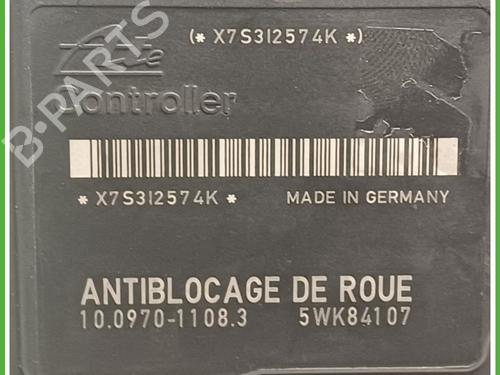 (* X7S3I2574K *)
Controller
B-PARTS
* X7S3I2574K * MADE IN GERMANY
ANTIBLOCAGE DE ROUE
10.0970-1108.3 5WK84107